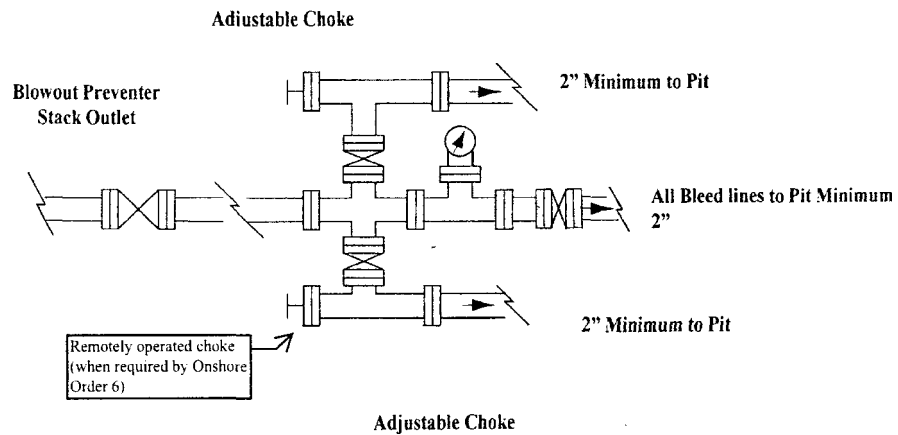 Adiustable Choke
2” Minimum to Pit
Blowout Preventer
Stack Outlet
All Bleed lines to Pit Minimum
2”
2” Minimum to Pit
Remotely operated choke
(when required by Onshore
Order 6)
Adjustable Choke